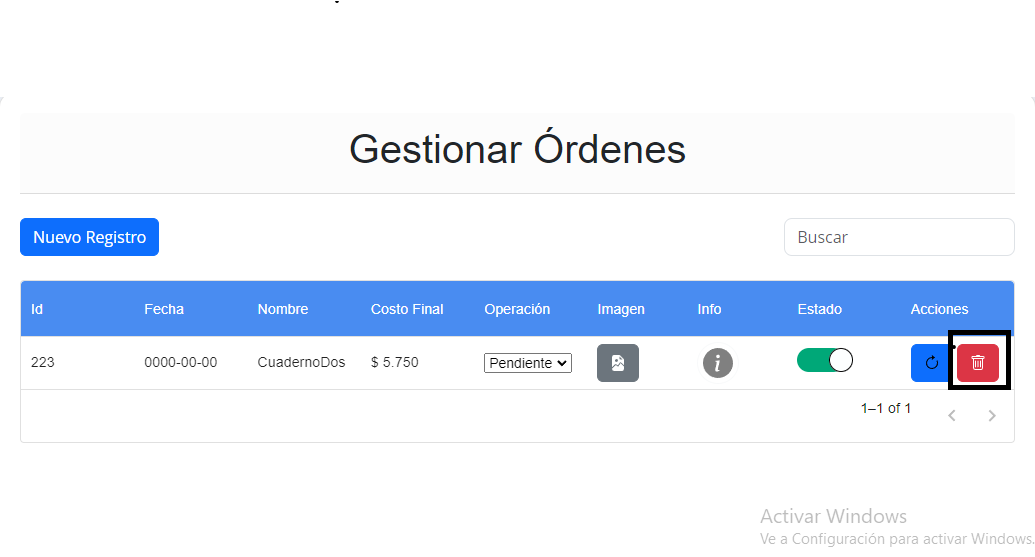 Gestionar Órdenes
Nuevo Registro
Buscar
Id Fecha Nombre Costo Final Operación Imagen Info Estado Acciones
223 0000-00-00 CuadernoDos $ 5.750 Pendiente i
1–1 of 1
Activar Windows
Ve a Configuración para activar Windows.